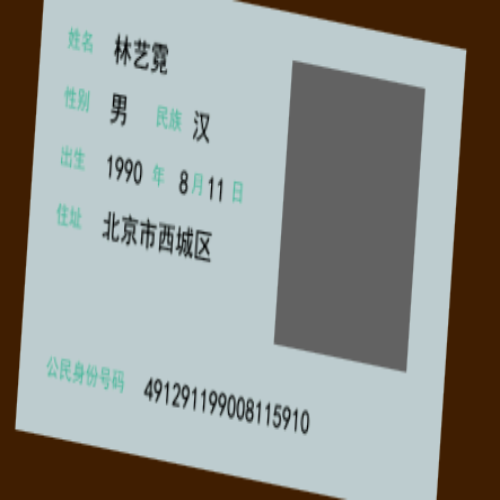 姓名 林艺霓
性别 男 民族 汉
出生 1990 年 8 月 11 日
住址 北京市西城区
公民身份号码 491291199008115910